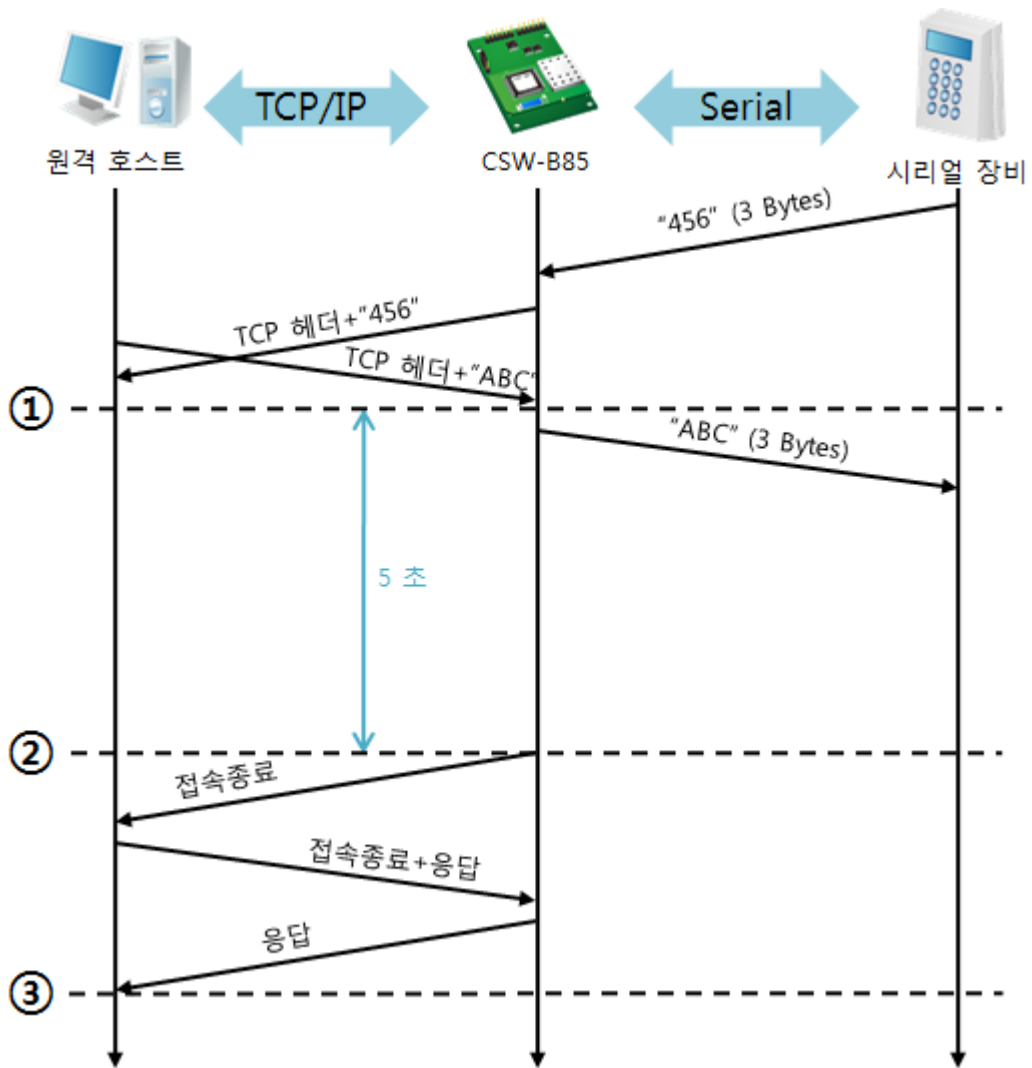 TCP/IP
Serial
원격 호스트
CSW-B85
시리얼 장비
“456” (3 Bytes)
TCP 헤더+“456”
TCP 헤더+“ABC”
①
“ABC” (3 Bytes)
5 초
②
접속종료
접속종료+응답
응답
③